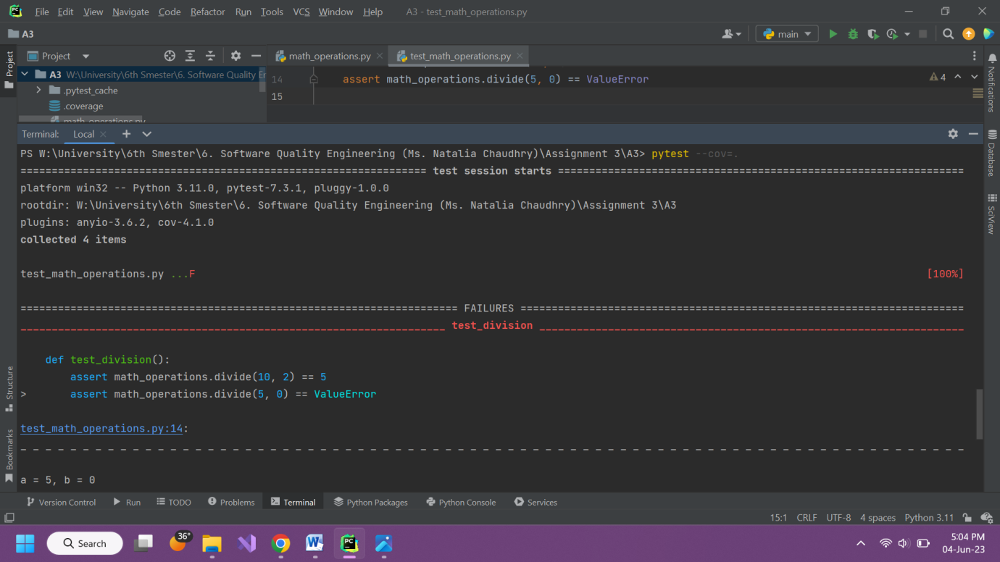 File Edit View Navigate Code Refactor Run Tools VCS Window Help A3 - test_math_operations.py
A3
main
Project
Project
math_operations.py
test_math_operations.py
A3 W:\University\6th Smester\6. Software Quality Er
.pytest_cache
.coverage
math_operations.py
14 assert math_operations.divide(5, 0) == ValueError
15
4
Notifications
Database
SciView
Terminal: Local
PS W:\University\6th Smester\6. Software Quality Engineering (Ms. Natalia Chaudhry)\Assignment 3\A3> pytest --cov=.
================================================================= test session starts =================================================================
platform win32 -- Python 3.11.0, pytest-7.3.1, pluggy-1.0.0
rootdir: W:\University\6th Smester\6. Software Quality Engineering (Ms. Natalia Chaudhry)\Assignment 3\A3
plugins: anyio-3.6.2, cov-4.1.0
collected 4 items
test_math_operations.py ...F [100%]
====================================================================== FAILURES =======================================================================
____________________________________________________________________ test_division ____________________________________________________________________
def test_division():
assert math_operations.divide(10, 2) == 5
> assert math_operations.divide(5, 0) == ValueError
test_math_operations.py:14:
_ _ _ _ _ _ _ _ _ _ _ _ _ _ _ _ _ _ _ _ _ _ _ _ _ _ _ _ _ _ _ _ _ _ _ _ _ _ _ _ _ _ _ _ _ _ _ _ _ _ _ _ _ _ _ _ _ _ _ _ _ _ _ _ _ _ _ _ _ _ _ _ _ _ _ _
a = 5, b = 0
Structure
Bookmarks
Version Control Run TODO Problems Terminal Python Packages Python Console Services
15:1 CRLF UTF-8 4 spaces Python 3.11
Search
36°
5:04 PM
04-Jun-23